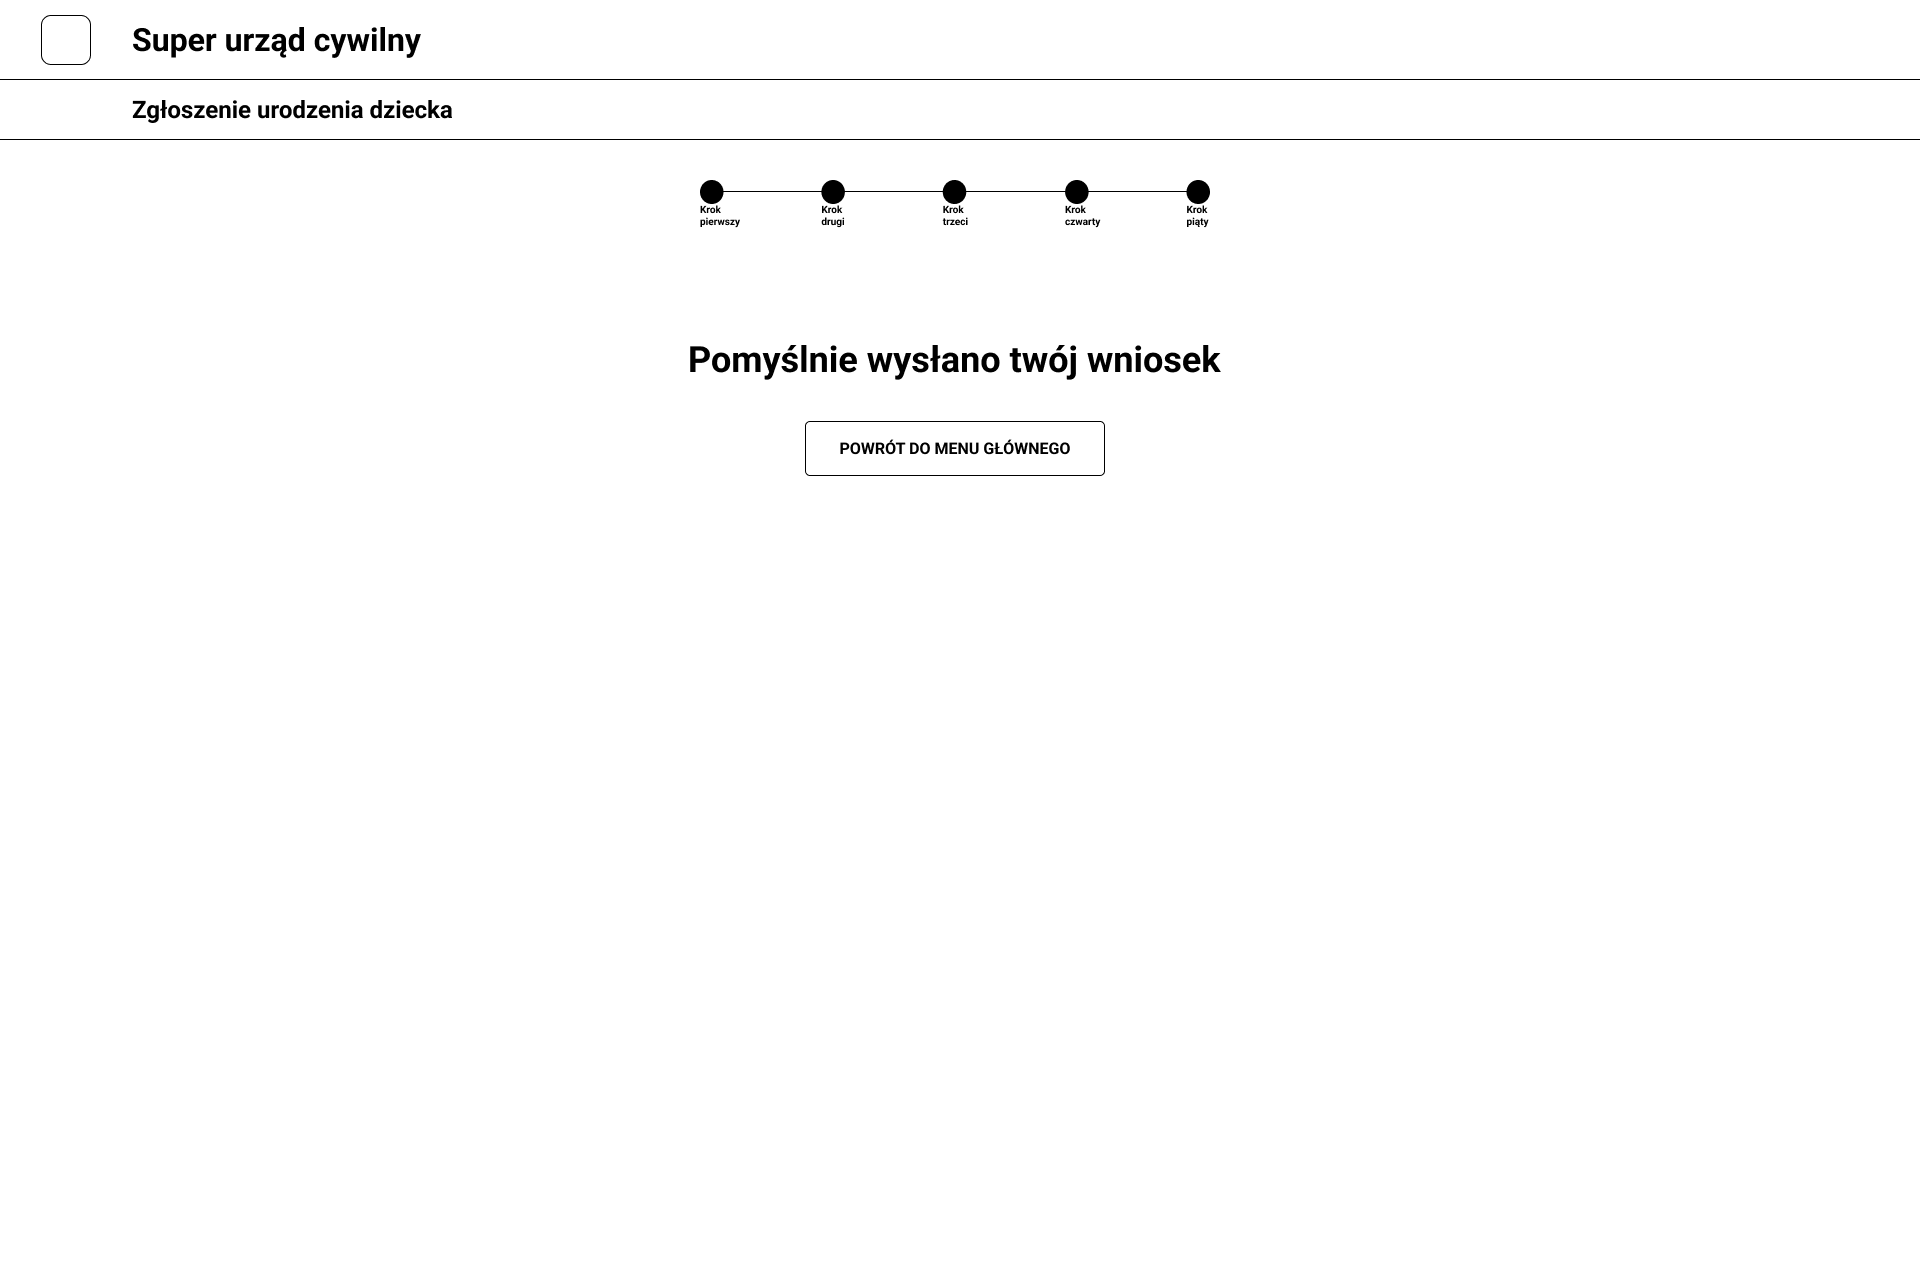 Super urząd cywilny
Zgłoszenie urodzenia dziecka
Krok
pierwszy
Krok
drugi
Krok
trzeci
Krok
czwarty
Krok
piąty
Pomyślnie wysłano twój wniosek
POWRÓT DO MENU GŁÓWNEGO